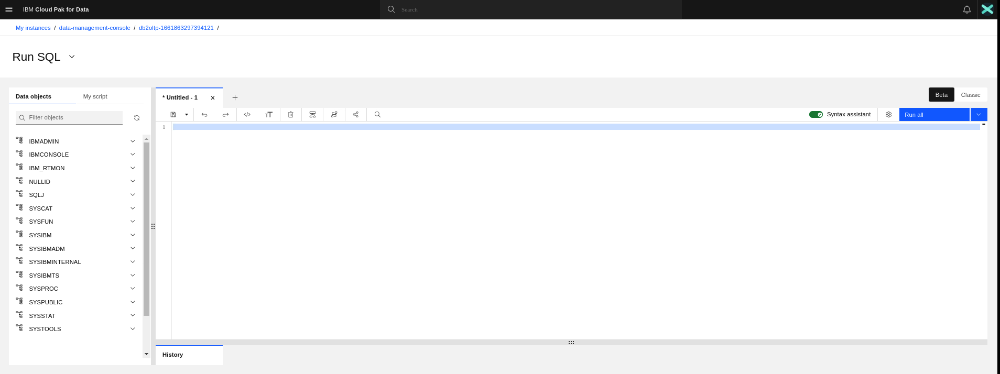 IBM Cloud Pak for Data
Search
My instances / data-management-console / db2oltp-1661863297394121 /
Run SQL
Data objects My script
* Untitled - 1
Beta Classic
Filter objects
Syntax assistant
Run all
1
IBMADMIN
IBMCONSOLE
IBM_RTMON
NULLID
SQLJ
SYSCAT
SYSFUN
SYSIBM
SYSIBMADM
SYSIBMINTERNAL
SYSIBMTS
SYSPROC
SYSPUBLIC
SYSSTAT
SYSTOOLS
History